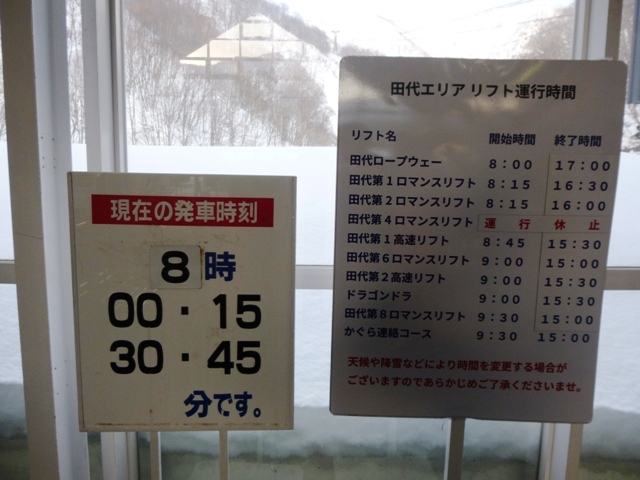 現在の発車時刻
8時
00・15
30・45
分です。
田代エリア リフト運行時間
リフト名 開始時間 終了時間
田代ロープウェー 8:00 17:00
田代第1ロマンスリフト 8:15 16:30
田代第2ロマンスリフト 8:15 16:00
田代第4ロマンスリフト 運行休止
田代第1高速リフト 8:45 15:30
田代第6ロマンスリフト 9:00 15:00
田代第2高速リフト 9:00 15:30
ドラゴンドラ 9:00 15:30
田代第8ロマンスリフト 9:30 15:00
かぐら連絡コース 9:30 15:00
天候や降雪などにより時間を変更する場合が
ございますのであらかじめご了承くださいませ。